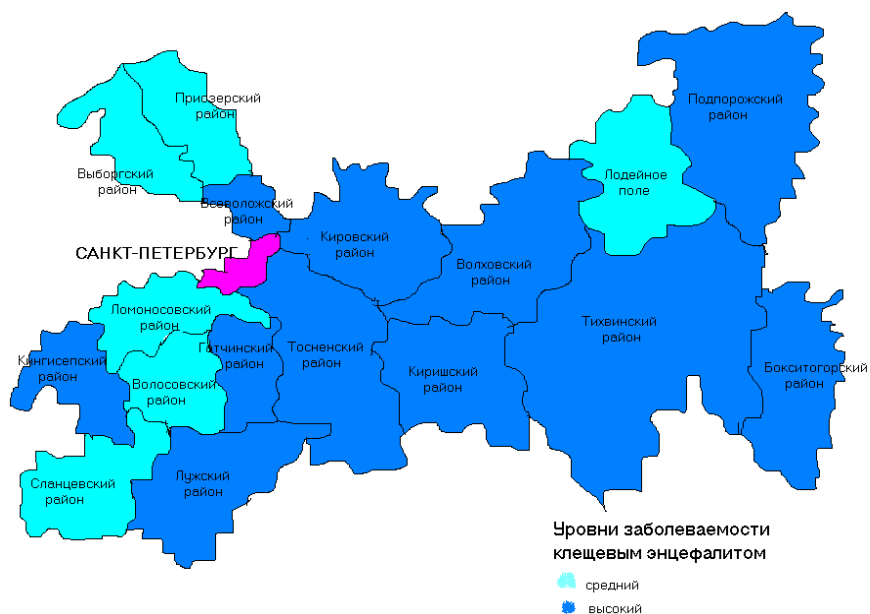 Приозерский
район
Подпорожский
район
Выборгский
район
Лодейное
поле
Всеволожский
район
Кировский
район
САНКТ-ПЕТЕРБУРГ
Волховский
район
Ломоносовский
район
Тихвинский
район
Кингисепский
район
Гатчинский
район
Тосненский
район
Киришский
район
Бокситогорский
район
Волосовский
район
Сланцевский
район
Лужский
район
Уровни заболеваемости
клещевым энцефалитом
средний
высокий